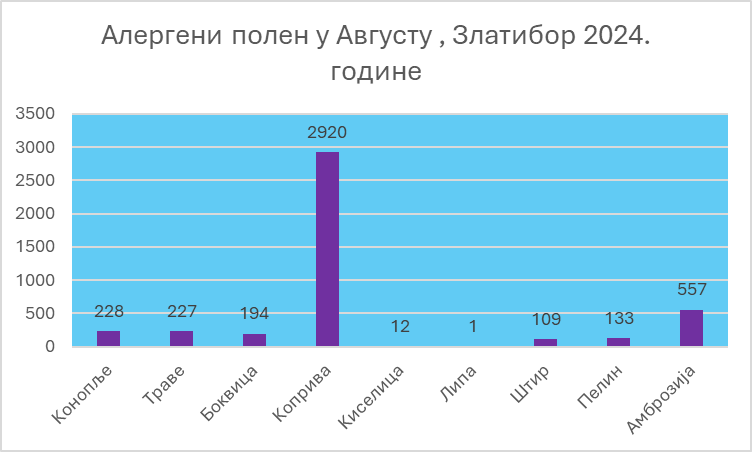 Алергени полен у Августу , Златибор 2024.
године
3500
3000
2500
2000
1500
1000
500
0
228
227
194
2920
12
1
109
133
557
Конопље
Траве
Боквица
Коприва
Киселица
Липа
Штир
Пелин
Амброзија